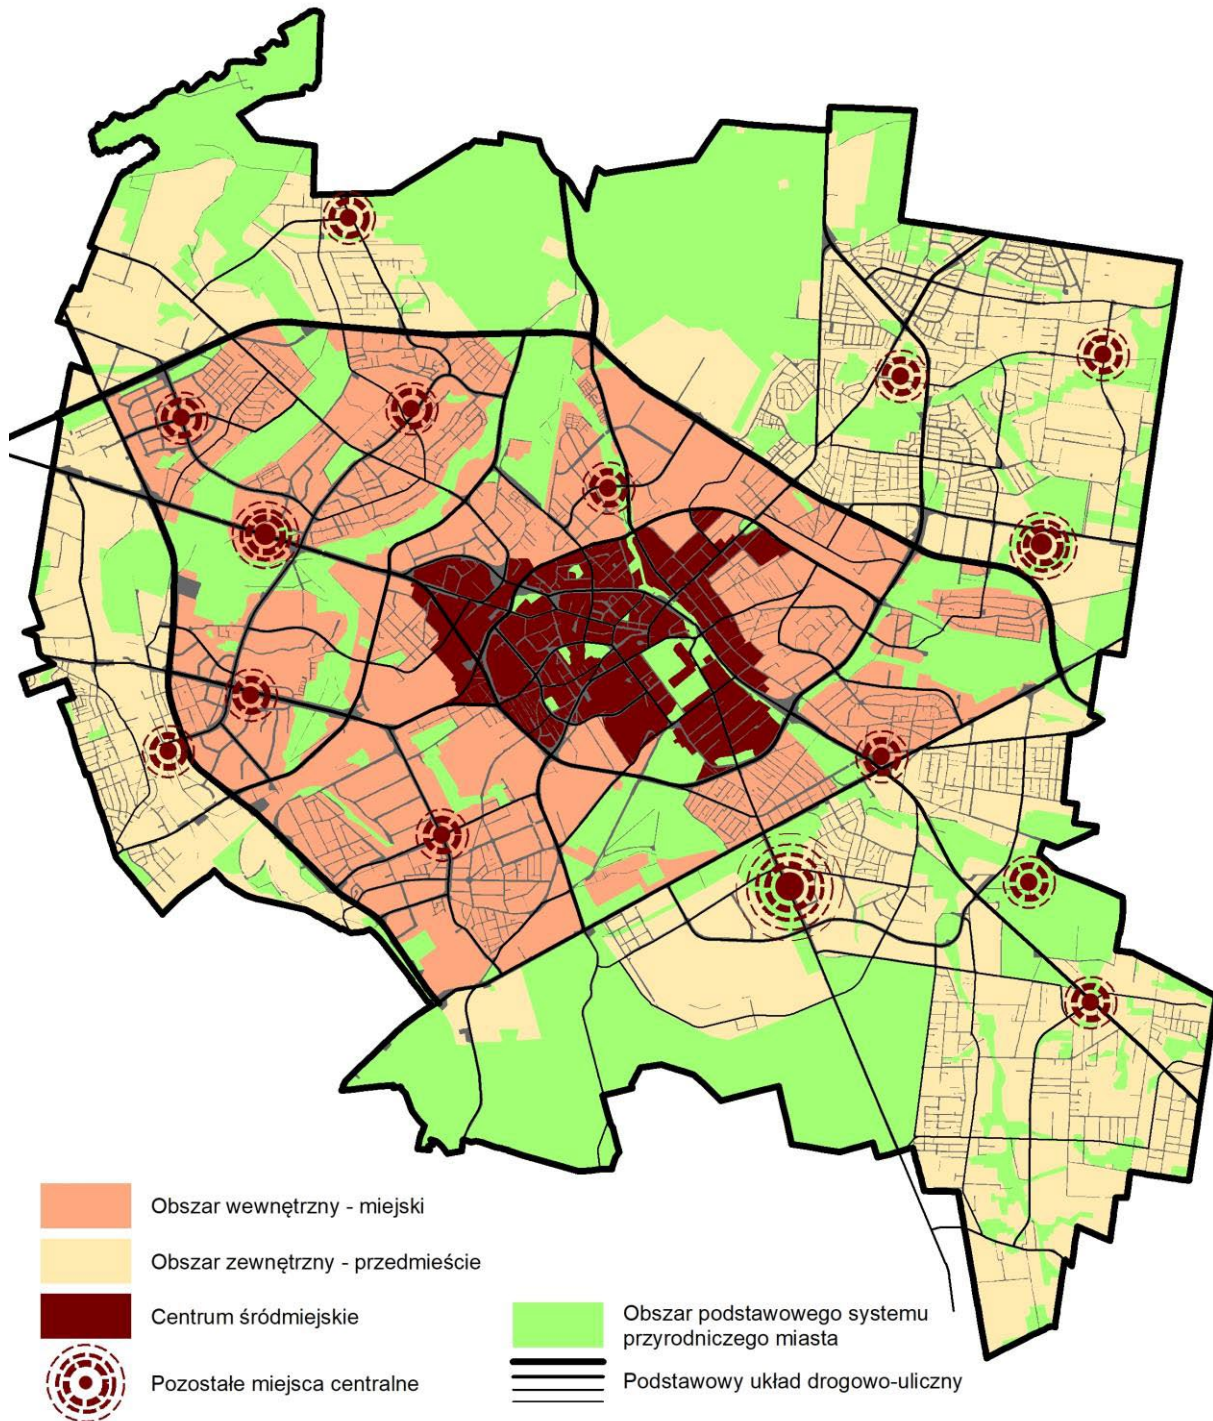 Obszar wewnętrzny - miejski
Obszar zewnętrzny - przedmieście
Centrum śródmiejskie
Pozostałe miejsca centralne
Obszar podstawowego systemu
przyrodniczego miasta
Podstawowy układ drogowo-uliczny